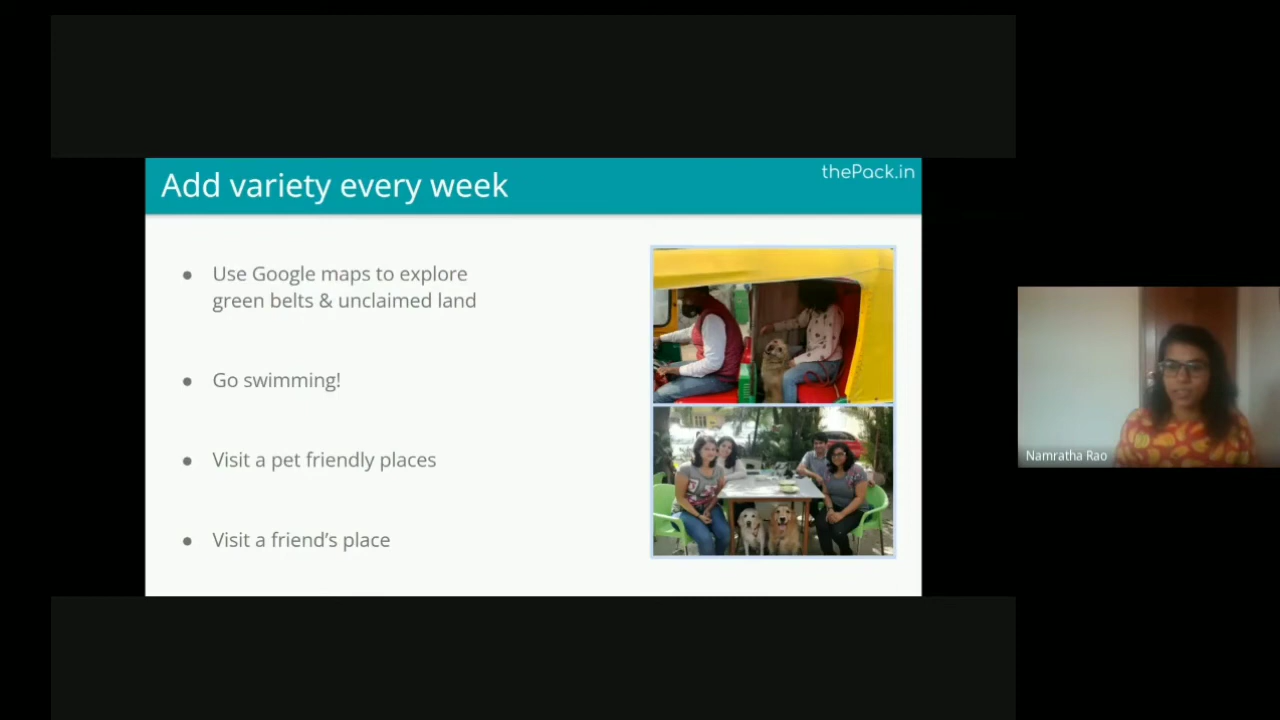 Add variety every week
thePack.in
Use Google maps to explore
green belts & unclaimed land
Go swimming!
Visit a pet friendly places
Visit a friend's place
Namratha Rao